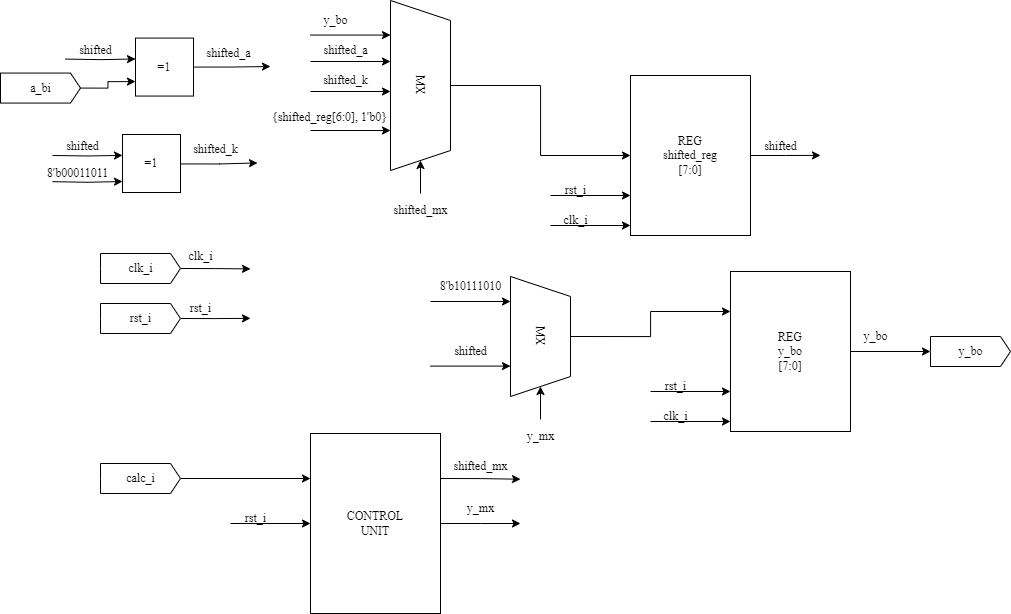 y_bo
shifted
shifted_a
shifted_a
=1
a_bi
shifted_k
MX
{shifted_reg[6:0], 1'b0}
shifted
shifted_k
=1
8'b00011011
shifted_mx
REG
shifted_reg
[7:0]
shifted
rst_i
clk_i
clk_i
clk_i
rst_i
rst_i
8'b10111010
MX
shifted
y_mx
REG
y_bo
[7:0]
y_bo
y_bo
rst_i
clk_i
calc_i
rst_i
CONTROL
UNIT
shifted_mx
y_mx